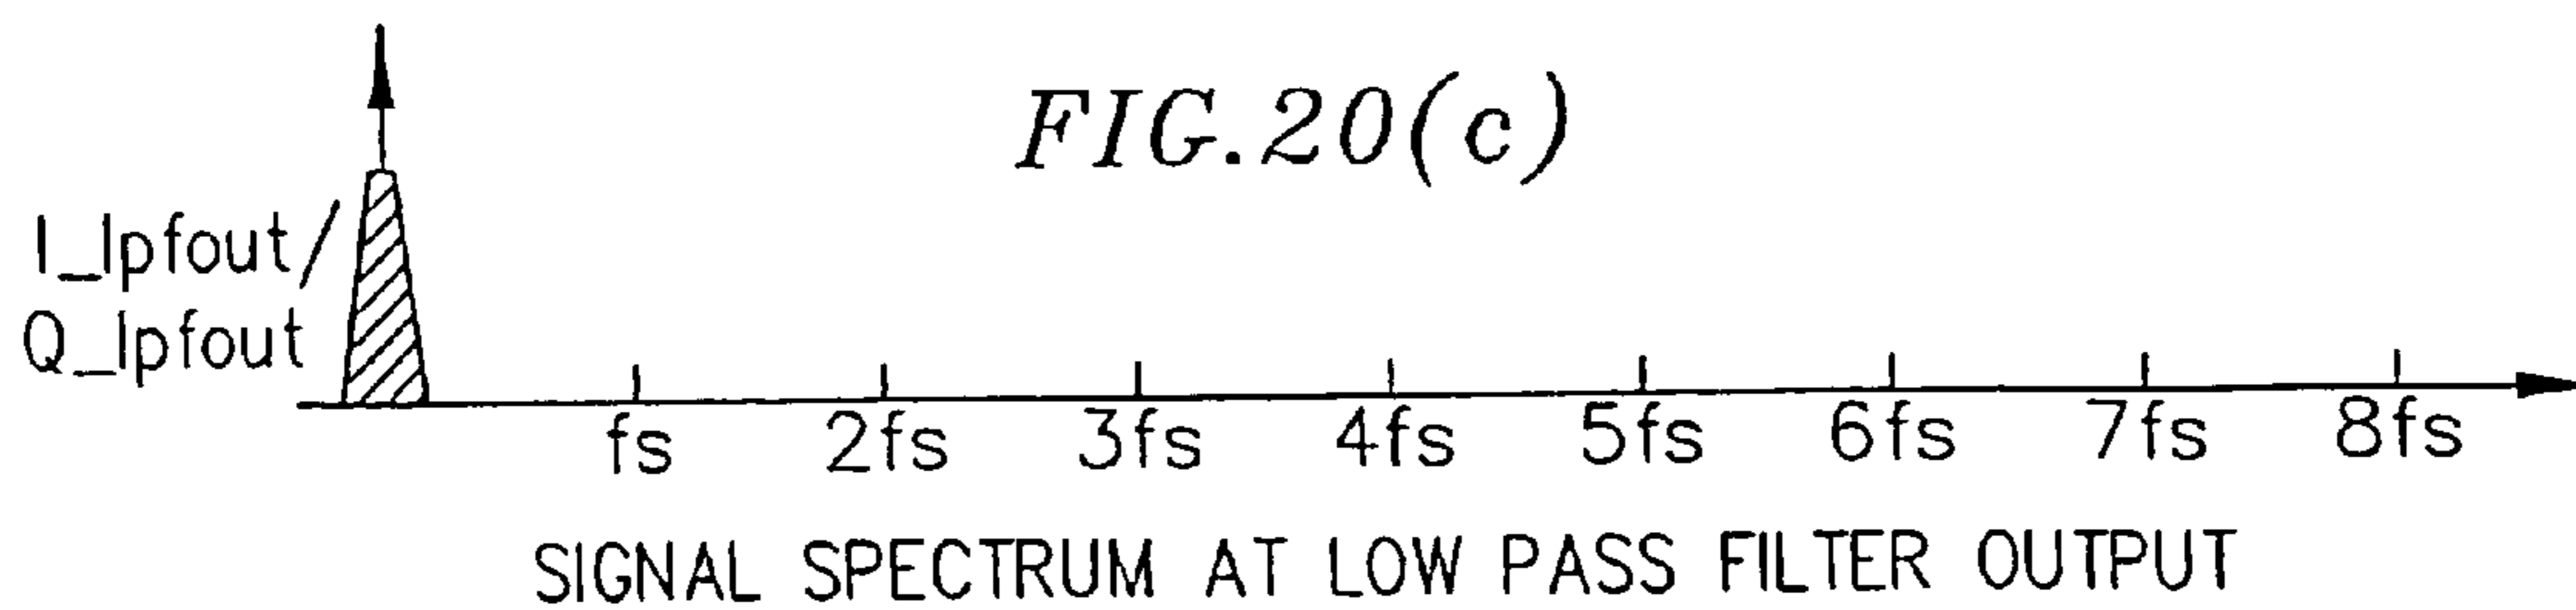 FIG.20(c)
I_lpfout/
Q_lpfout
fs 2fs 3fs 4fs 5fs 6fs 7fs 8fs
SIGNAL SPECTRUM AT LOW PASS FILTER OUTPUT